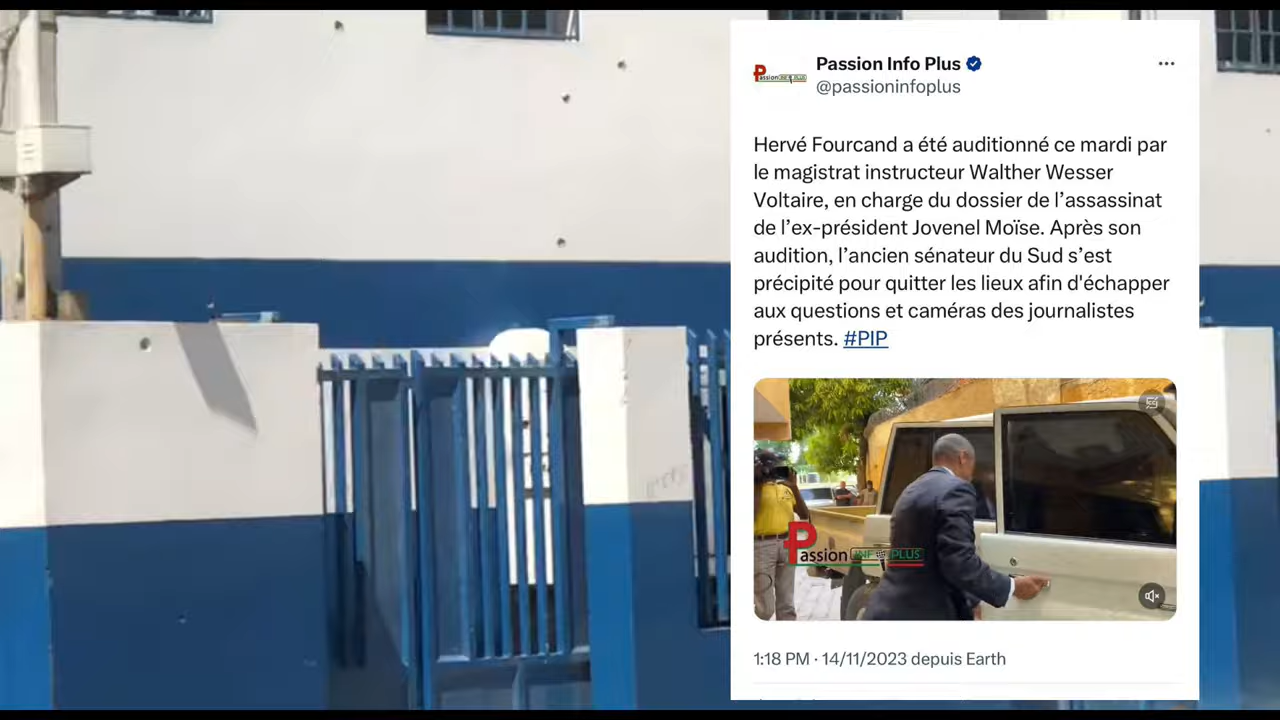 Passion Info Plus
Passion INFO PLUS
@passioninfoplus
Hervé Fourcand a été auditionné ce mardi par
le magistrat instructeur Walther Wesser
Voltaire, en charge du dossier de l’assassinat
de l’ex-président Jovenel Moïse. Après son
audition, l’ancien sénateur du Sud s’est
précipité pour quitter les lieux afin d'échapper
aux questions et caméras des journalistes
présents. #PIP
Passion INFO PLUS
1:18 PM · 14/11/2023 depuis Earth